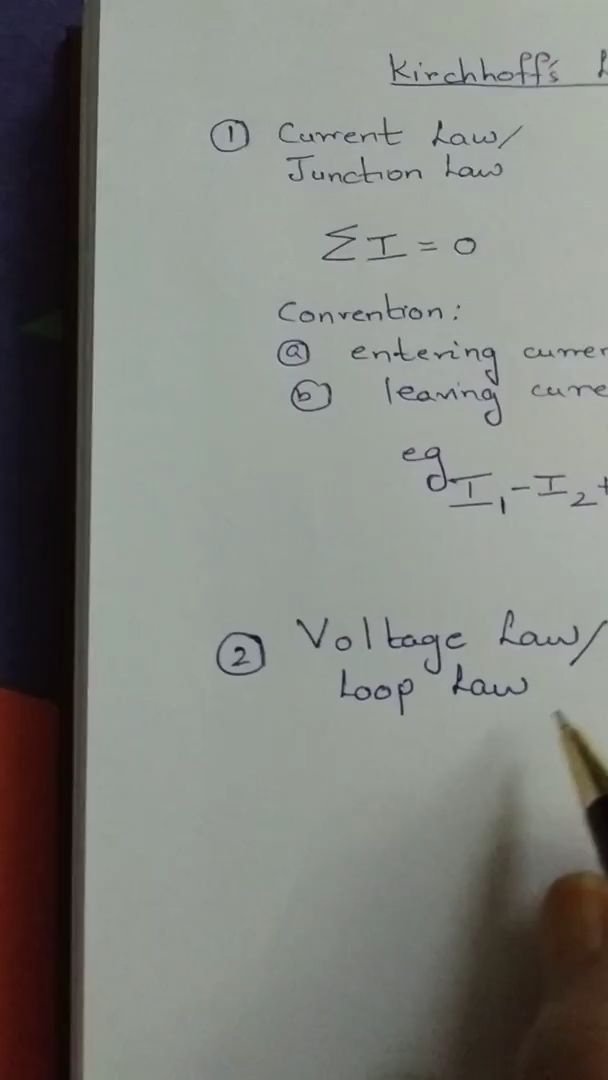 Kirchhoff's
① Current Law/
Junction Law
ΣI = 0
Convention:
ⓐ entering
ⓑ leaving
eg
I₁-I₂+
② Voltage Law/
Loop Law